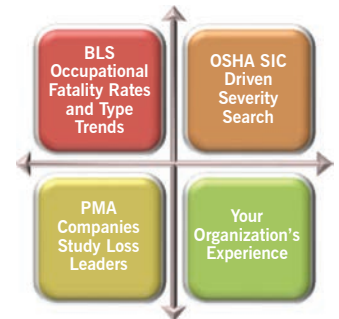 BLS
Occupational
Fatality Rates
and Type
Trends
OSHA SIC
Driven
Severity
Search
PMA
Companies
Study Loss
Leaders
Your
Organization's
Experience